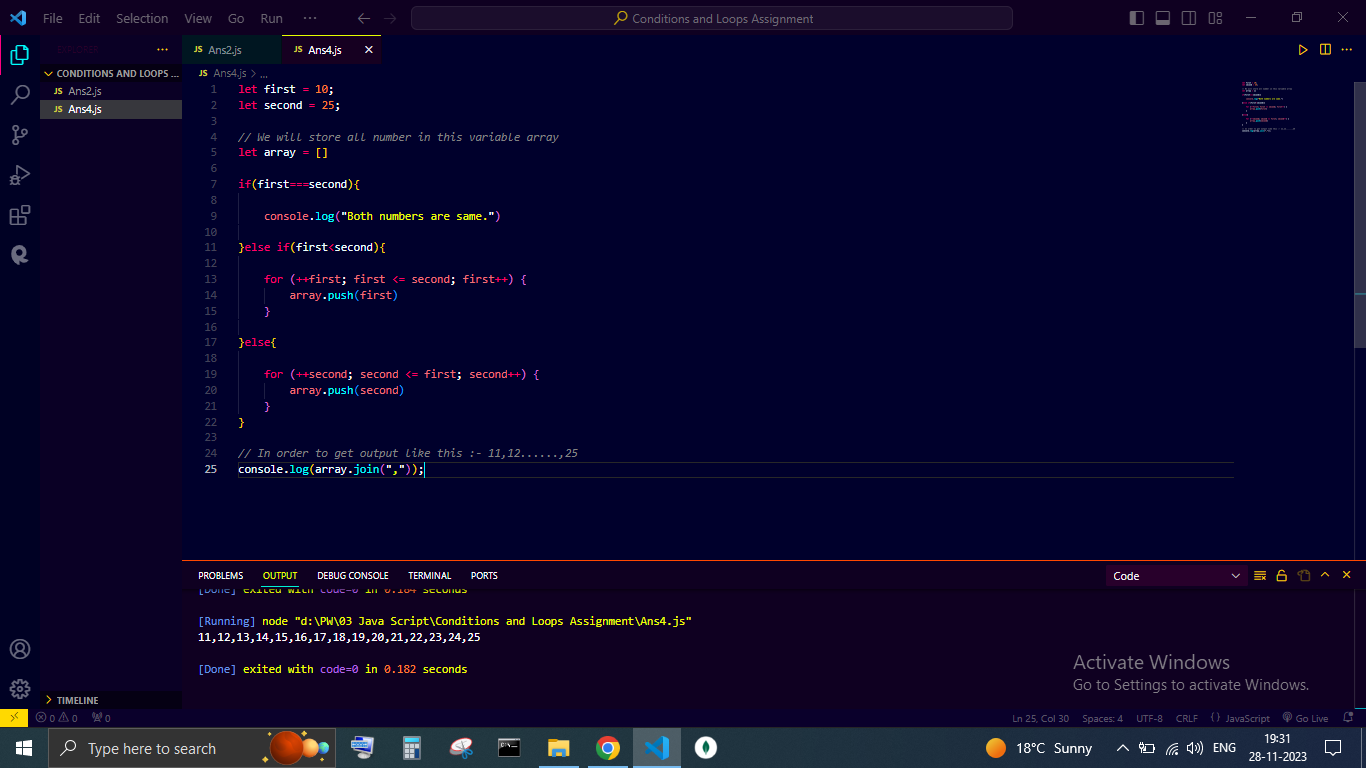 File Edit Selection View Go Run ···
Conditions and Loops Assignment
EXPLORER ···
JS Ans2.js
JS Ans4.js
CONDITIONS AND LOOPS ...
JS Ans2.js
JS Ans4.js
JS Ans4.js > ...
1 let first = 10;
2 let second = 25;
3
4 // We will store all number in this variable array
5 let array = []
6
7 if(first===second){
8
9 console.log("Both numbers are same.")
10
11 }else if(first<second){
12
13 for (++first; first <= second; first++) {
14 array.push(first)
15 }
16
17 }else{
18
19 for (++second; second <= first; second++) {
20 array.push(second)
21 }
22 }
23
24 // In order to get output like this :- 11,12......,25
25 console.log(array.join(","));
PROBLEMS OUTPUT DEBUG CONSOLE TERMINAL PORTS
Code
[Done] exited with code=0 in 0.184 seconds
[Running] node "d:\PW\03 Java Script\Conditions and Loops Assignment\Ans4.js"
11,12,13,14,15,16,17,18,19,20,21,22,23,24,25
[Done] exited with code=0 in 0.182 seconds
Activate Windows
Go to Settings to activate Windows.
TIMELINE
0 0 0
Ln 25, Col 30 Spaces: 4 UTF-8 CRLF {} JavaScript Go Live
Type here to search
18°C Sunny
ENG
19:31
28-11-2023